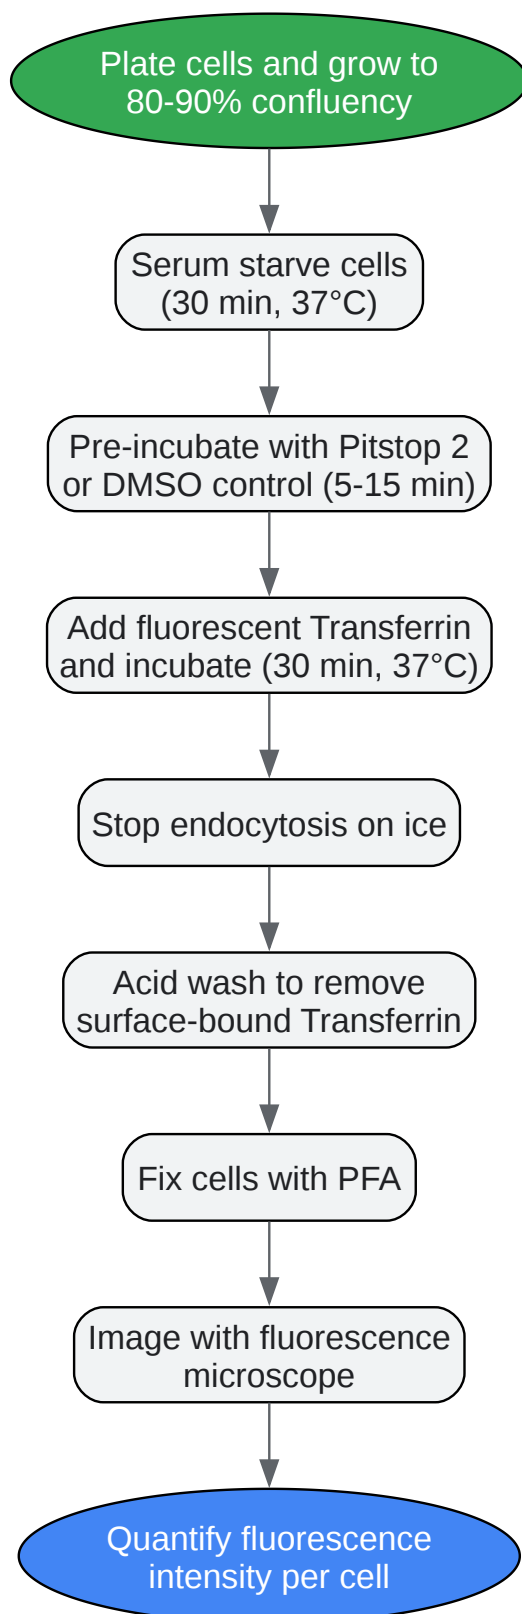 Plate cells and grow to
80-90% confluency
Serum starve cells
(30 min, 37°C)
Pre-incubate with Pitstop 2
or DMSO control (5-15 min)
Add fluorescent Transferrin
and incubate (30 min, 37°C)
Stop endocytosis on ice
Acid wash to remove
surface-bound Transferrin
Fix cells with PFA
Image with fluorescence
microscope
Quantify fluorescence
intensity per cell